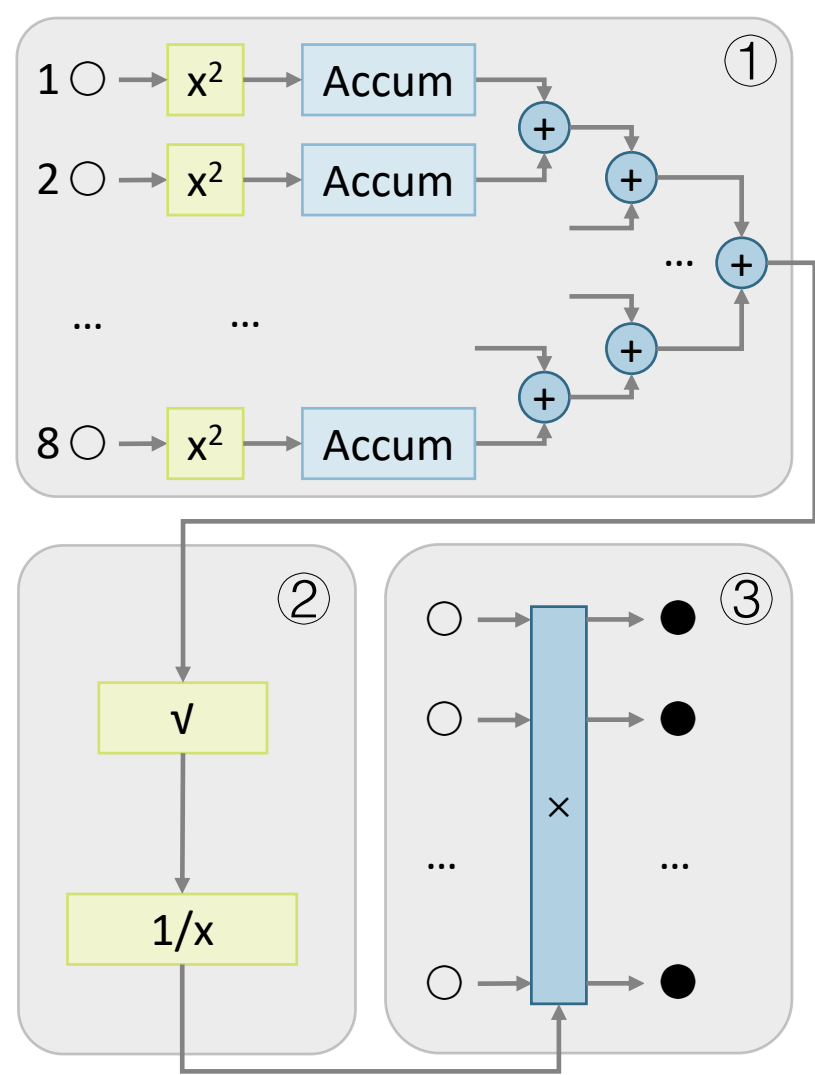 ①
1 x² Accum
+
2 x² Accum
+
... +
... ...
+
+
8 x² Accum
② ③
√
×
... ...
1/x